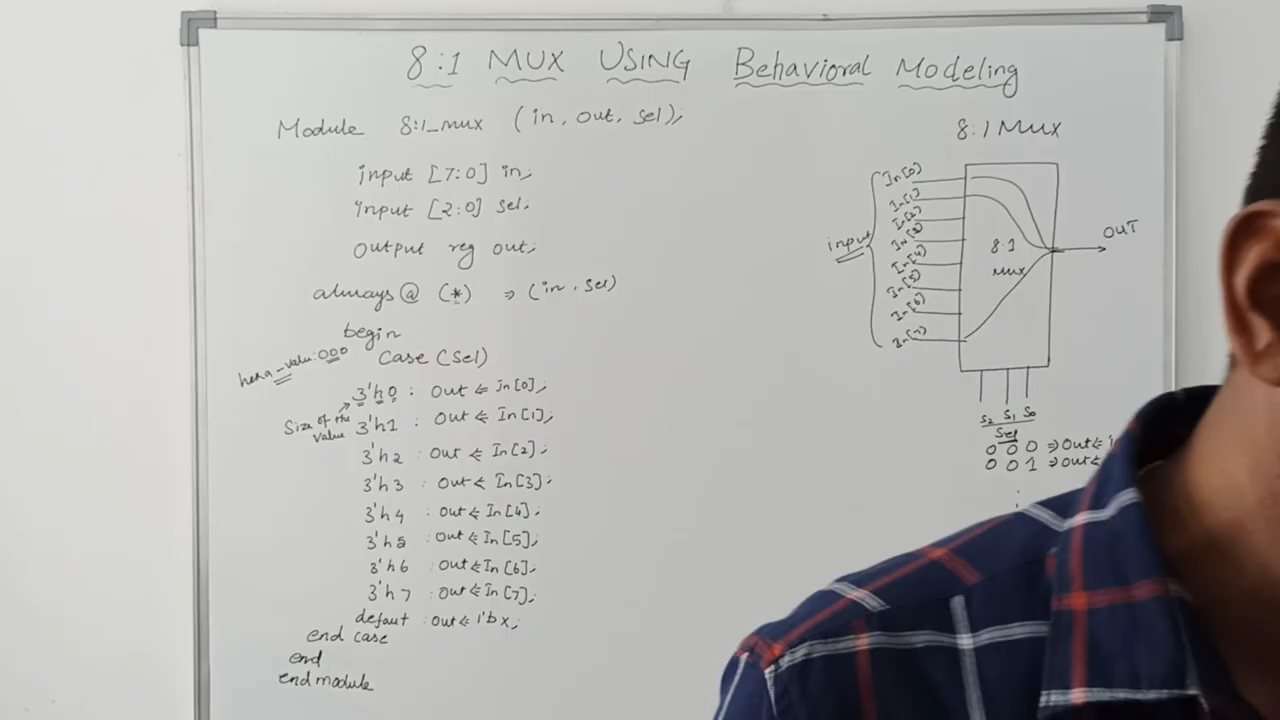 8:1 MUX USING Behavioral Modeling
Module 8:1_mux (in, out, sel);
input [7:0] in;
input [2:0] sel;
output reg out;
always @ (*) ⇒ (in, sel)
begin
hexa_value:000
Case (Sel)
3'h0 : Out <= In[0];
Size of the value
3'h1 : Out <= In[1];
3'h2 : Out <= In[2];
3'h3 : Out <= In[3];
3'h4 : Out <= In[4];
3'h5 : Out <= In[5];
3'h6 : Out <= In[6];
3'h7 : Out <= In[7];
defaut : Out <= 1'bx;
end case
end
end module
8:1 Mux
input
In[0]
In[1]
In[2]
In[3]
In[4]
In[5]
In[6]
In[7]
8:1
Mux
OUT
S2 S1 S0
Sel
0 0 0 ⇒ Out <=
0 0 1 ⇒ Out <=